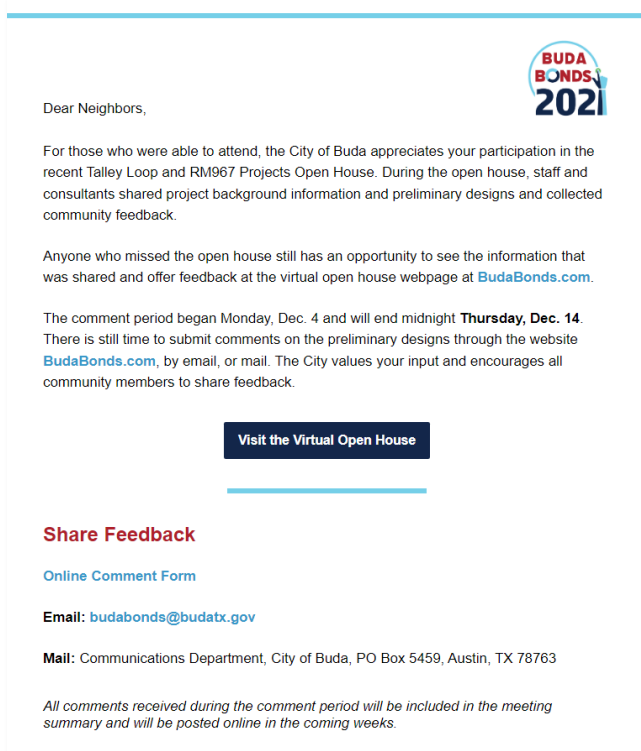 BUDA
BONDS
2021
Dear Neighbors,
For those who were able to attend, the City of Buda appreciates your participation in the
recent Talley Loop and RM967 Projects Open House. During the open house, staff and
consultants shared project background information and preliminary designs and collected
community feedback.
Anyone who missed the open house still has an opportunity to see the information that
was shared and offer feedback at the virtual open house webpage at BudaBonds.com.
The comment period began Monday, Dec. 4 and will end midnight Thursday, Dec. 14.
There is still time to submit comments on the preliminary designs through the website
BudaBonds.com, by email, or mail. The City values your input and encourages all
community members to share feedback.
Visit the Virtual Open House
Share Feedback
Online Comment Form
Email: budabonds@budatx.gov
Mail: Communications Department, City of Buda, PO Box 5459, Austin, TX 78763
All comments received during the comment period will be included in the meeting
summary and will be posted online in the coming weeks.